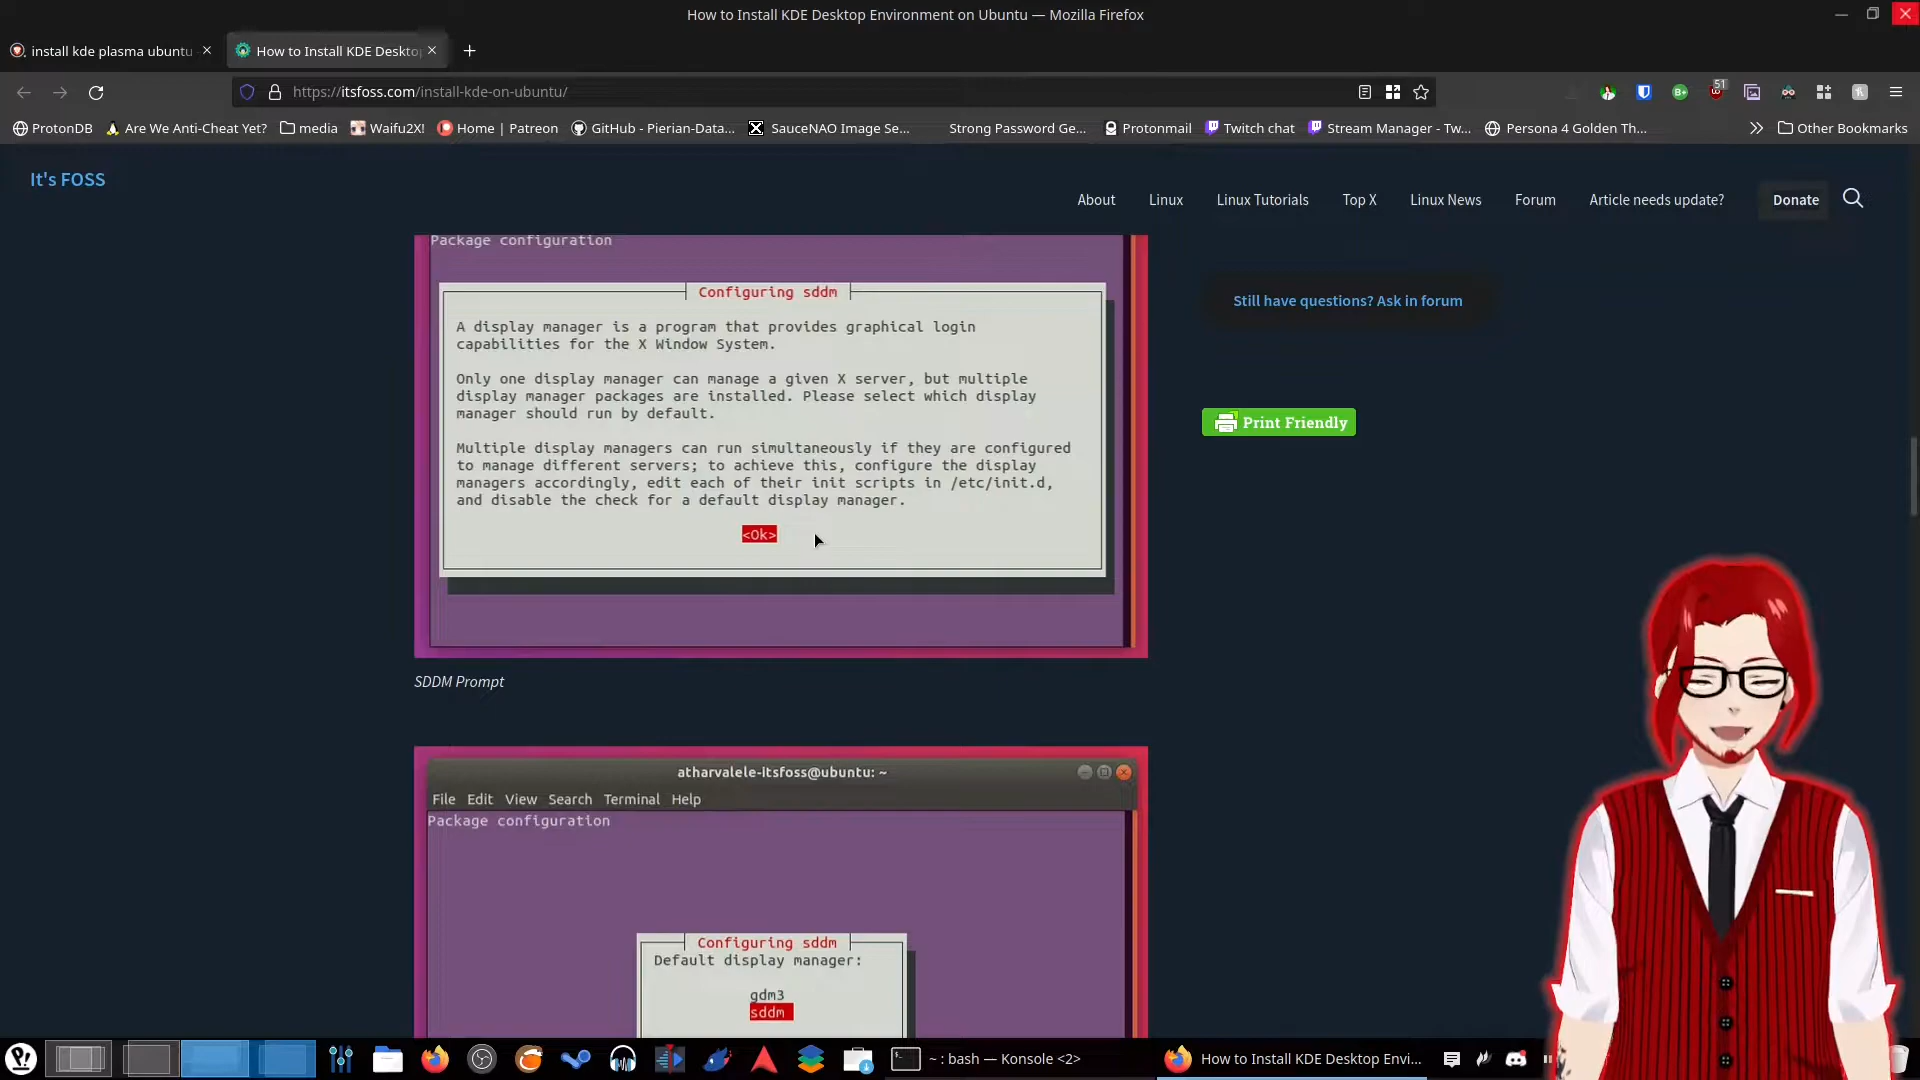 How to Install KDE Desktop Environment on Ubuntu — Mozilla Firefox
install kde plasma ubuntu
How to Install KDE Deskto
https://itsfoss.com/install-kde-on-ubuntu/
51
ProtonDB
Are We Anti-Cheat Yet?
media
Waifu2X!
Home | Patreon
GitHub - Pierian-Data...
SauceNAO Image Se...
Strong Password Ge...
Protonmail
Twitch chat
Stream Manager - Tw...
Persona 4 Golden Th...
Other Bookmarks
It's FOSS
About
Linux
Linux Tutorials
Top X
Linux News
Forum
Article needs update?
Donate
Package configuration
Configuring sddm
A display manager is a program that provides graphical login
capabilities for the X Window System.
Only one display manager can manage a given X server, but multiple
display manager packages are installed. Please select which display
manager should run by default.
Multiple display managers can run simultaneously if they are configured
to manage different servers; to achieve this, configure the display
managers accordingly, edit each of their init scripts in /etc/init.d,
and disable the check for a default display manager.
<Ok>
Still have questions? Ask in forum
Print Friendly
SDDM Prompt
atharvalele-itsfoss@ubuntu: ~
File Edit View Search Terminal Help
Package configuration
Configuring sddm
Default display manager:
gdm3
sddm
~ : bash — Konsole <2>
How to Install KDE Desktop Envi...